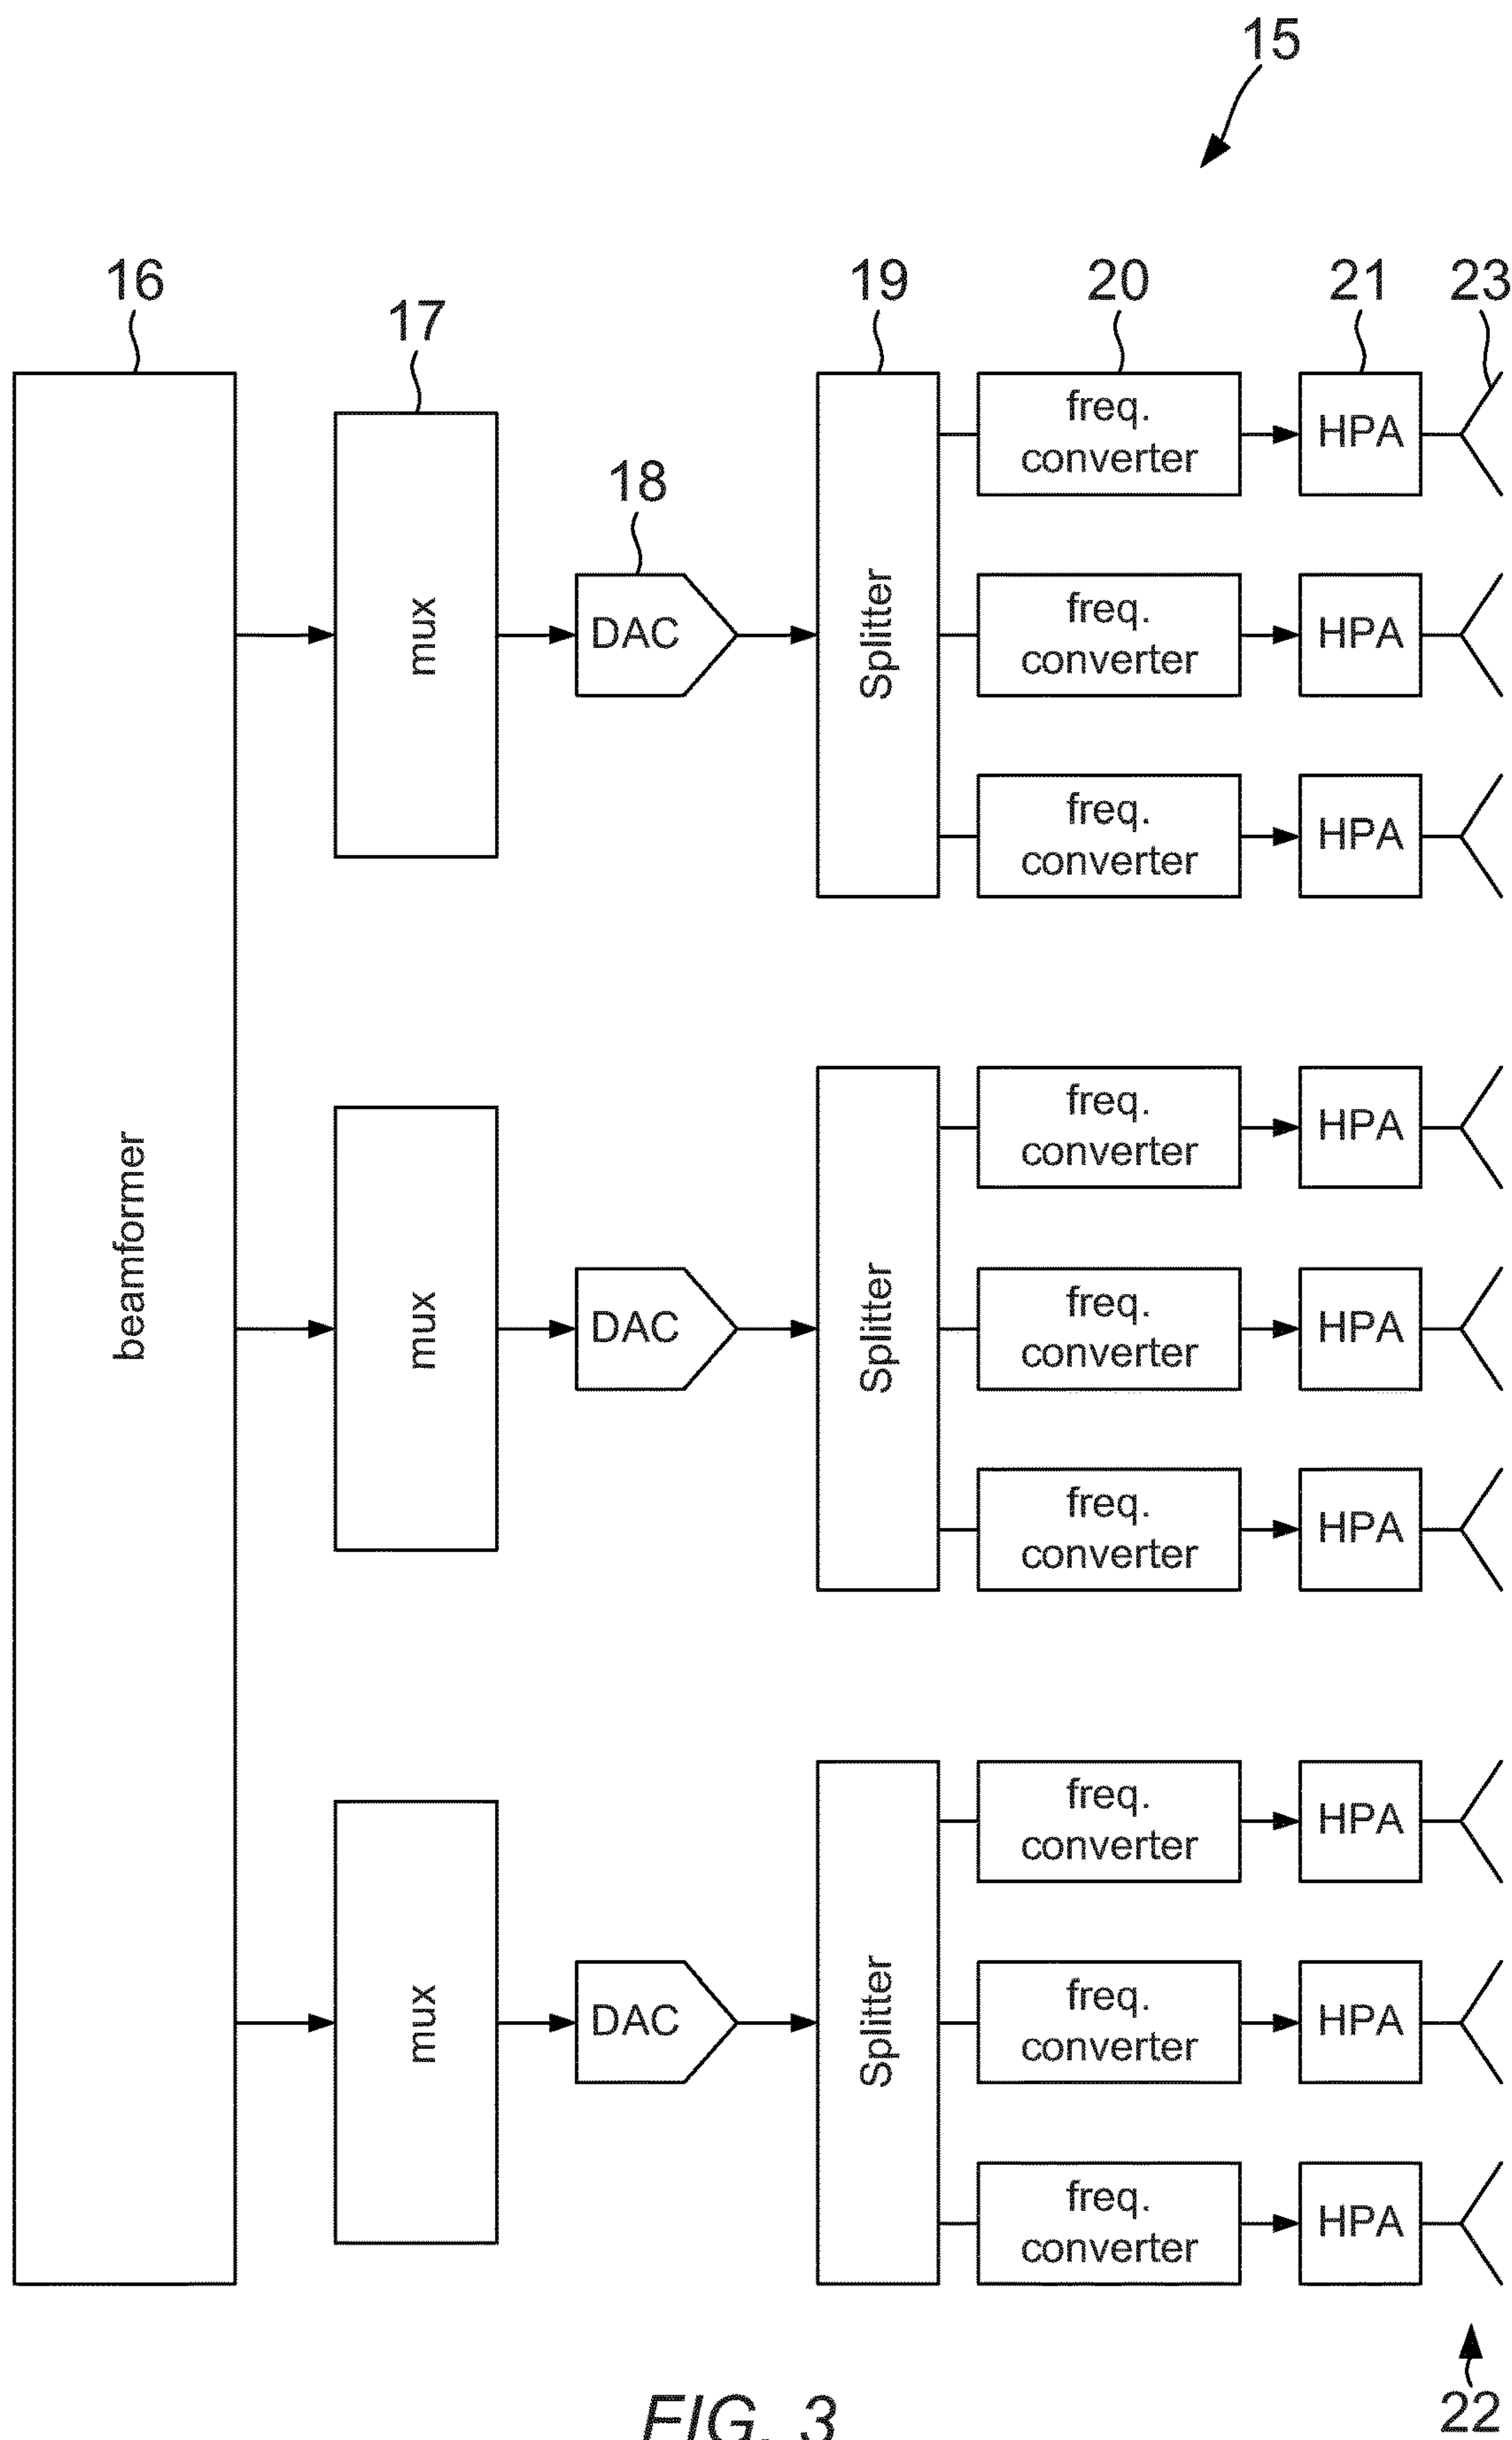 15
16
17
18
19
20
21
23
beamformer
mux
DAC
Splitter
freq.
converter
HPA
freq.
converter
HPA
freq.
converter
HPA
mux
DAC
Splitter
freq.
converter
HPA
freq.
converter
HPA
freq.
converter
HPA
mux
DAC
Splitter
freq.
converter
HPA
freq.
converter
HPA
freq.
converter
HPA
22
FIG. 3